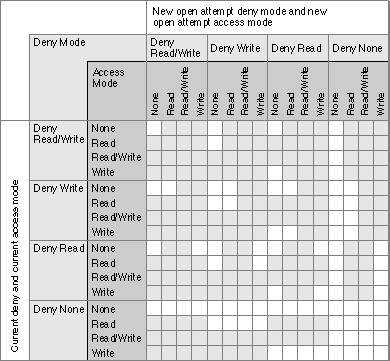 New open attempt deny mode and new
open attempt access mode
Deny Mode
Deny
Read/Write
Deny Write
Deny Read
Deny None
Access
Mode
None
Read
Read/Write
Write
None
Read
Read/Write
Write
None
Read
Read/Write
Write
None
Read
Read/Write
Write
Current deny and current access mode
Deny
Read/Write
None
Read
Read/Write
Write
Deny Write
None
Read
Read/Write
Write
Deny Read
None
Read
Read/Write
Write
Deny None
None
Read
Read/Write
Write